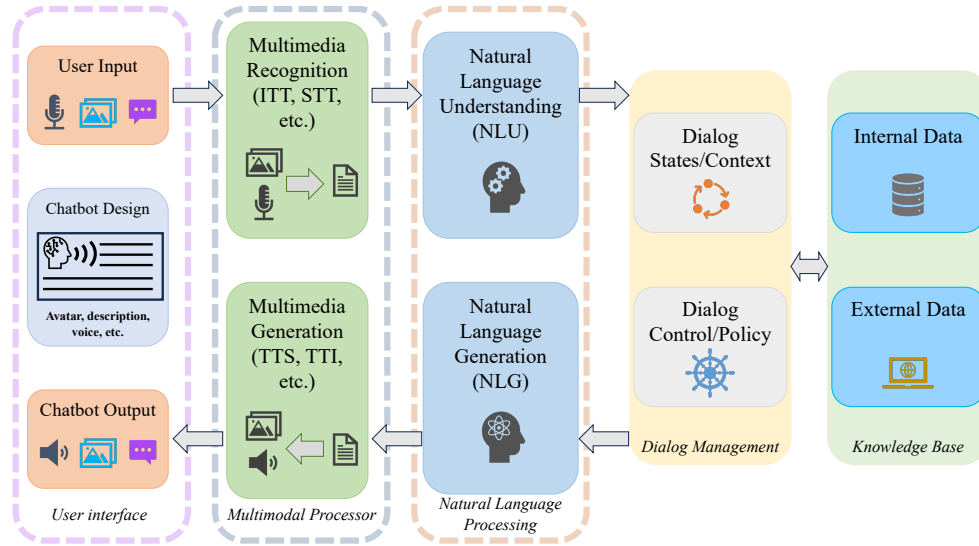 User Input
Chatbot Design
Avatar, description,
voice, etc.
Chatbot Output
User interface
Multimedia
Recognition
(ITT, STT,
etc.)
Multimedia
Generation
(TTS, TTI,
etc.)
Multimodal Processor
Natural
Language
Understanding
(NLU)
Natural
Language
Generation
(NLG)
Natural Language
Processing
Dialog
States/Context
Dialog
Control/Policy
Dialog Management
Internal Data
External Data
Knowledge Base